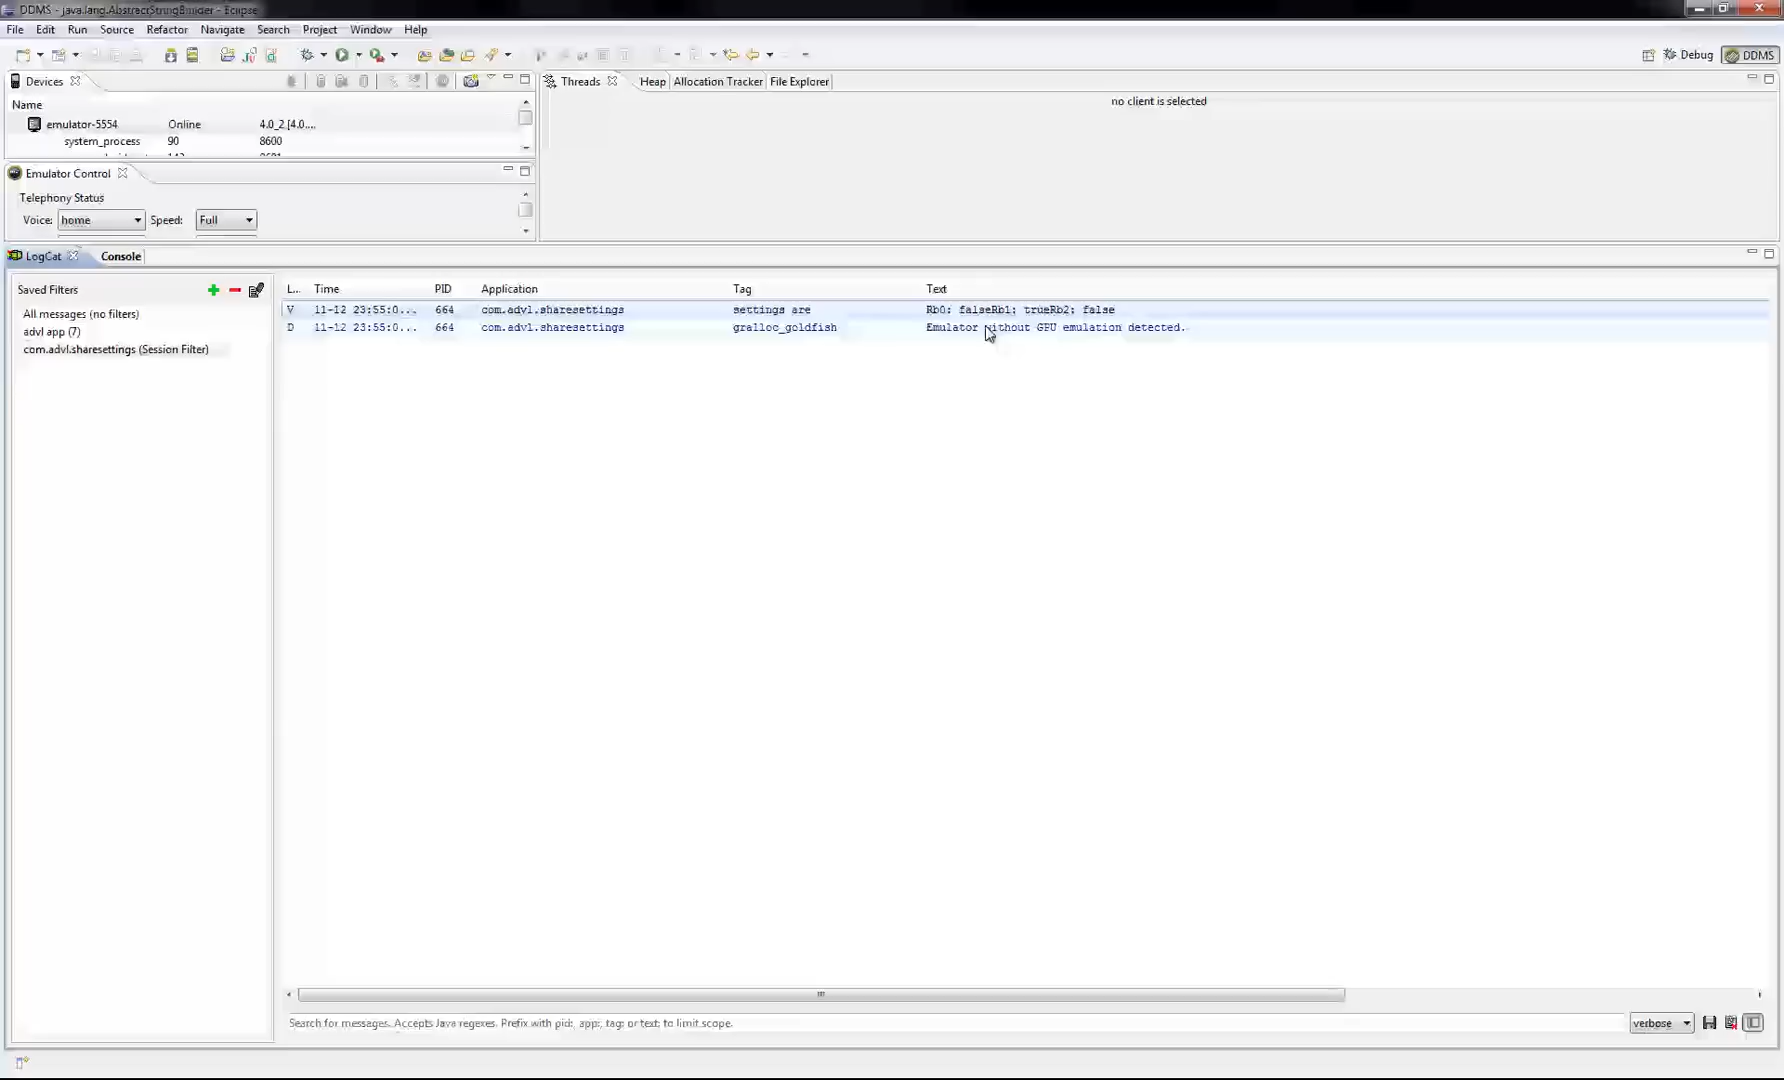 DDMS - java.lang.AbstractStringBuilder - Eclipse
File Edit Run Source Refactor Navigate Search Project Window Help
Debug DDMS
Devices
Threads Heap Allocation Tracker File Explorer
Name
no client is selected
emulator-5554 Online 4.0_2 [4.0....
system_process 90 8600
Emulator Control
Telephony Status
Voice: home Speed: Full
LogCat Console
Saved Filters
All messages (no filters)
advl app (7)
com.advl.sharesettings (Session Filter)
L... Time PID Application Tag Text
V 11-12 23:55:0... 664 com.advl.sharesettings settings are Rb0: falseRb1: trueRb2: false
D 11-12 23:55:0... 664 com.advl.sharesettings gralloc_goldfish Emulator without GPU emulation detected.
Search for messages. Accepts Java regexes. Prefix with pid:, app:, tag: or text: to limit scope.
verbose